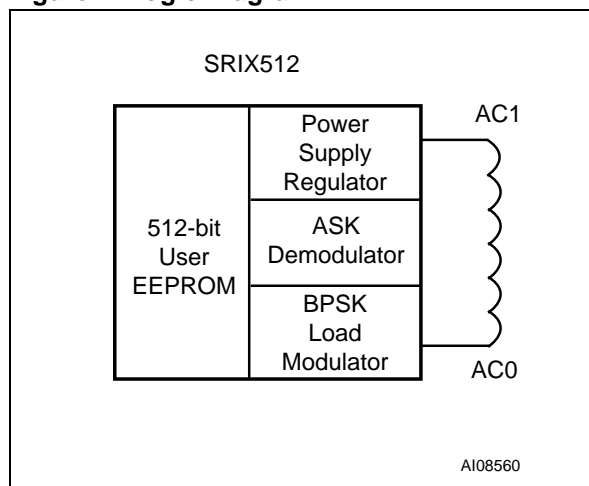 SRIX512
AC1
Power
Supply
Regulator
512-bit
User
EEPROM
ASK
Demodulator
BPSK
Load
Modulator
AC0
AI08560